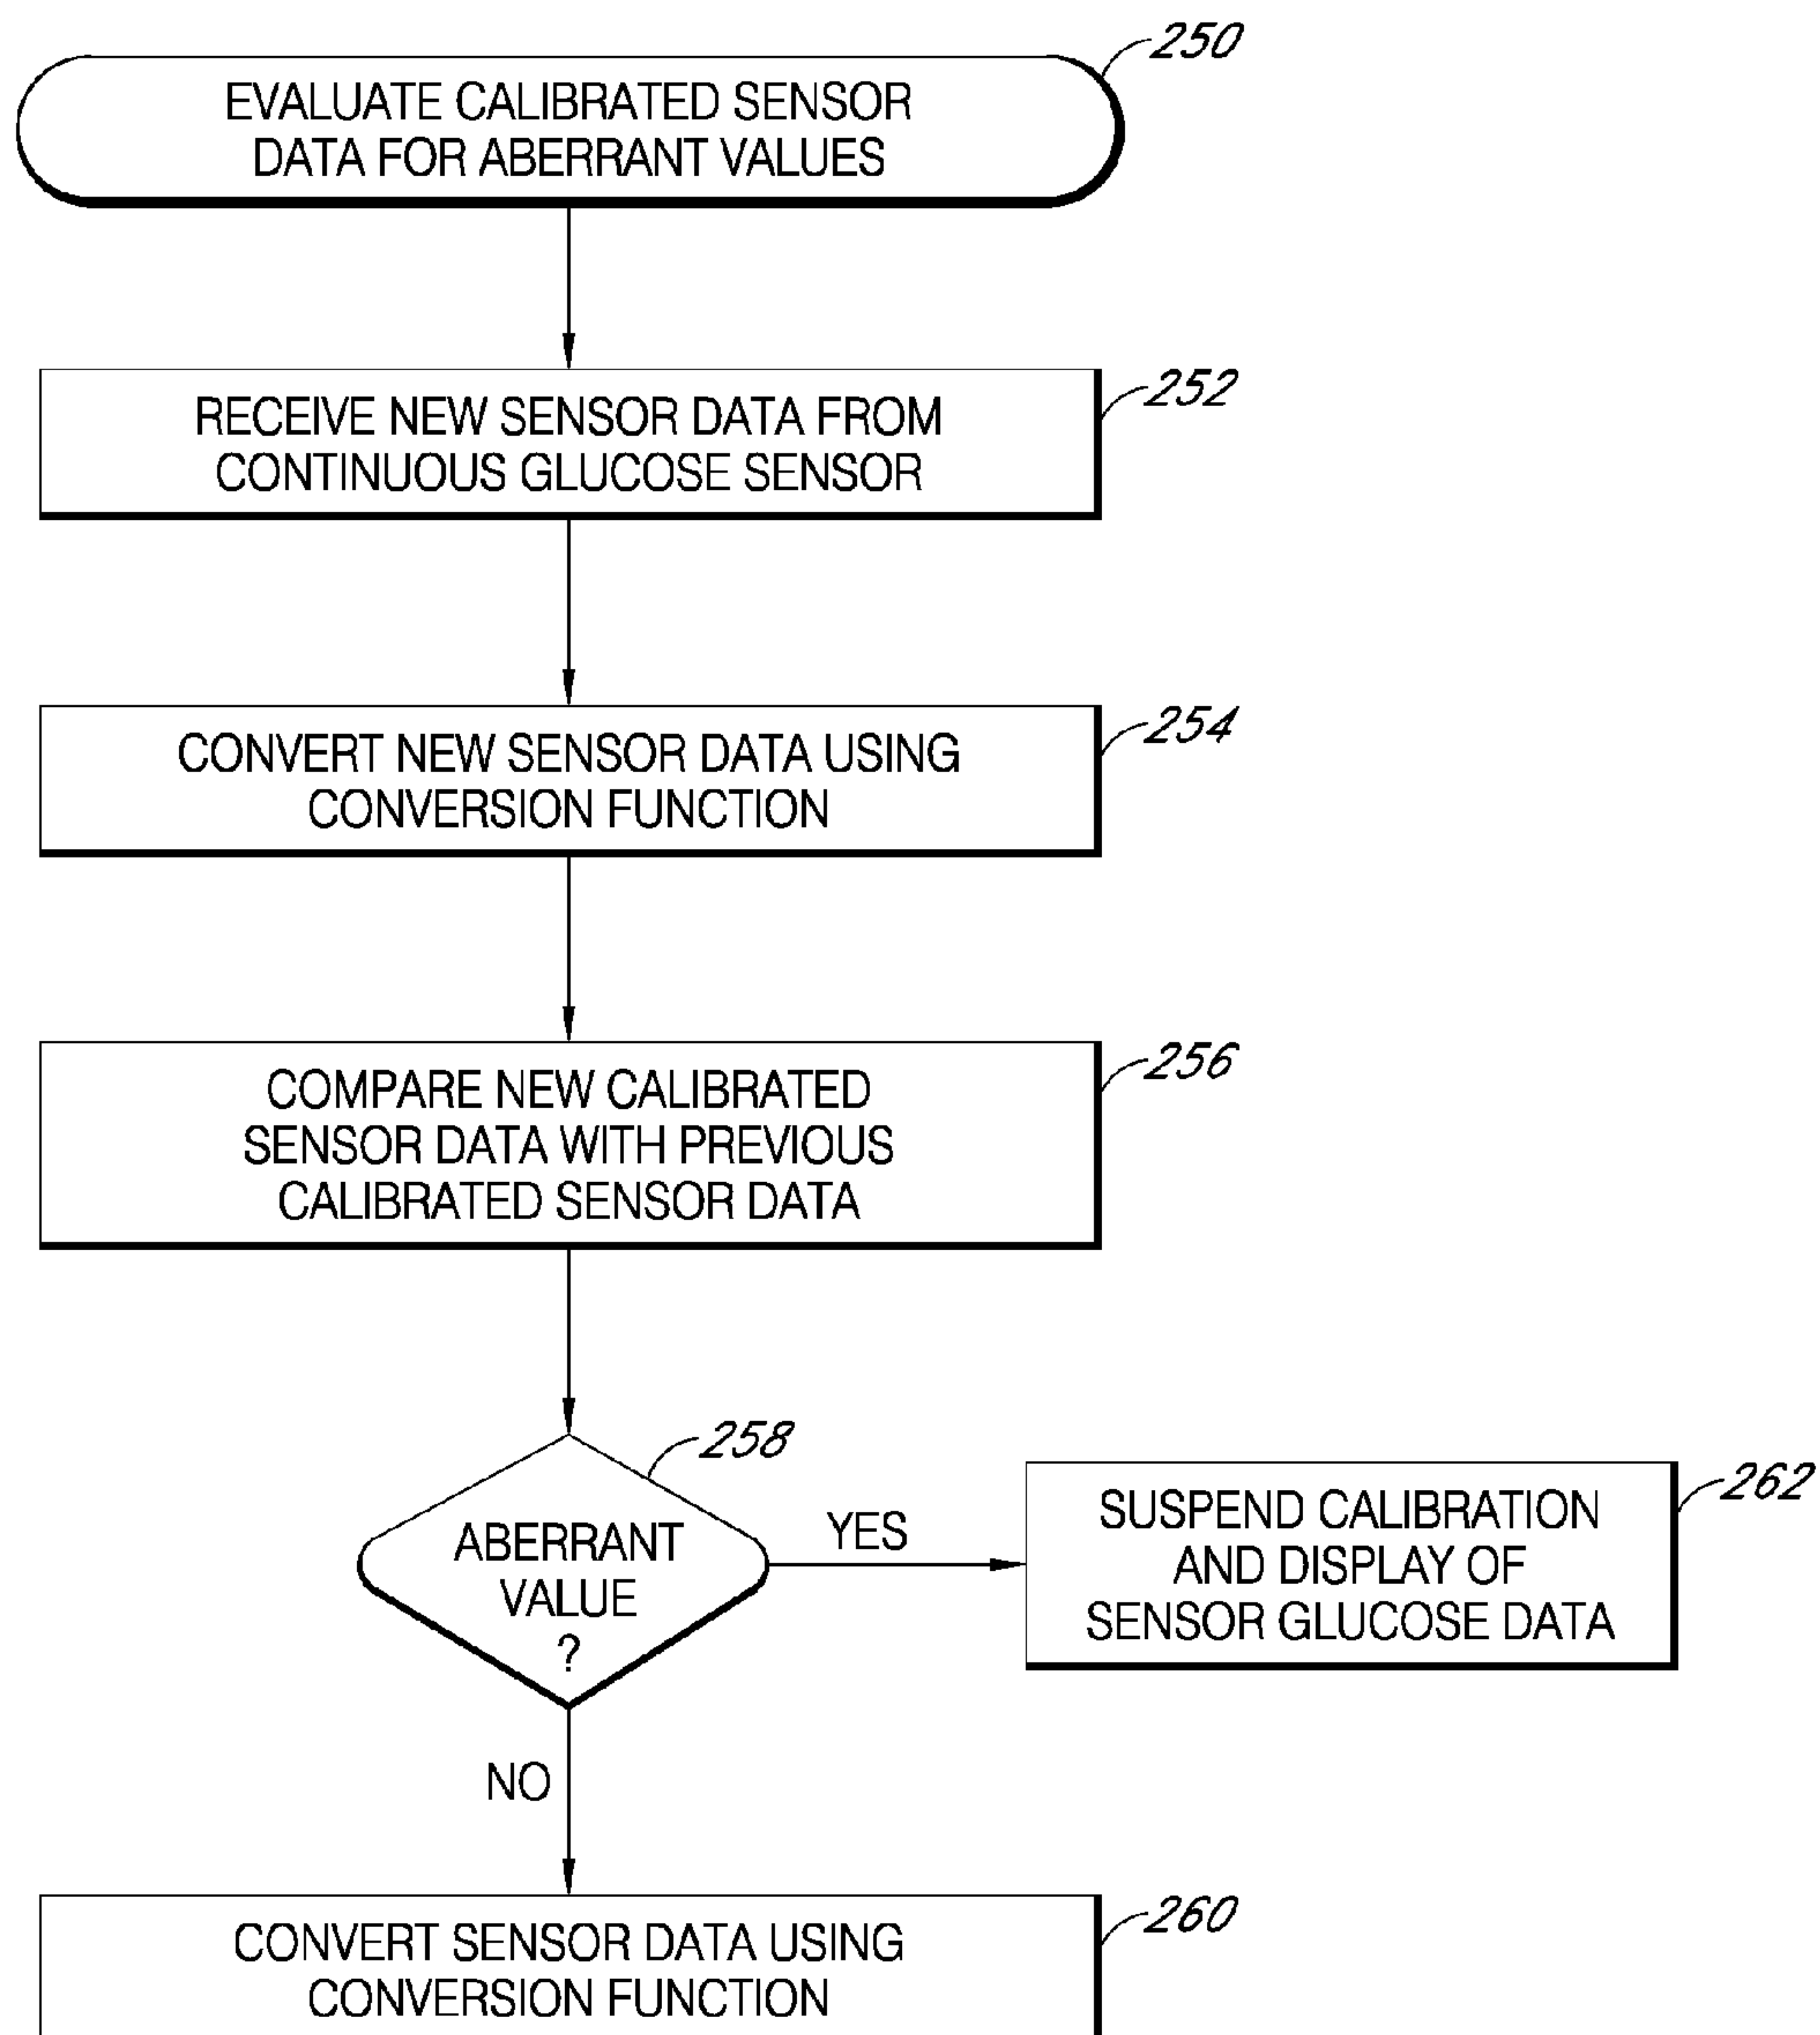 250
EVALUATE CALIBRATED SENSOR
DATA FOR ABERRANT VALUES
252
RECEIVE NEW SENSOR DATA FROM
CONTINUOUS GLUCOSE SENSOR
254
CONVERT NEW SENSOR DATA USING
CONVERSION FUNCTION
256
COMPARE NEW CALIBRATED
SENSOR DATA WITH PREVIOUS
CALIBRATED SENSOR DATA
258
ABERRANT
VALUE
?
YES
262
SUSPEND CALIBRATION
AND DISPLAY OF
SENSOR GLUCOSE DATA
NO
260
CONVERT SENSOR DATA USING
CONVERSION FUNCTION